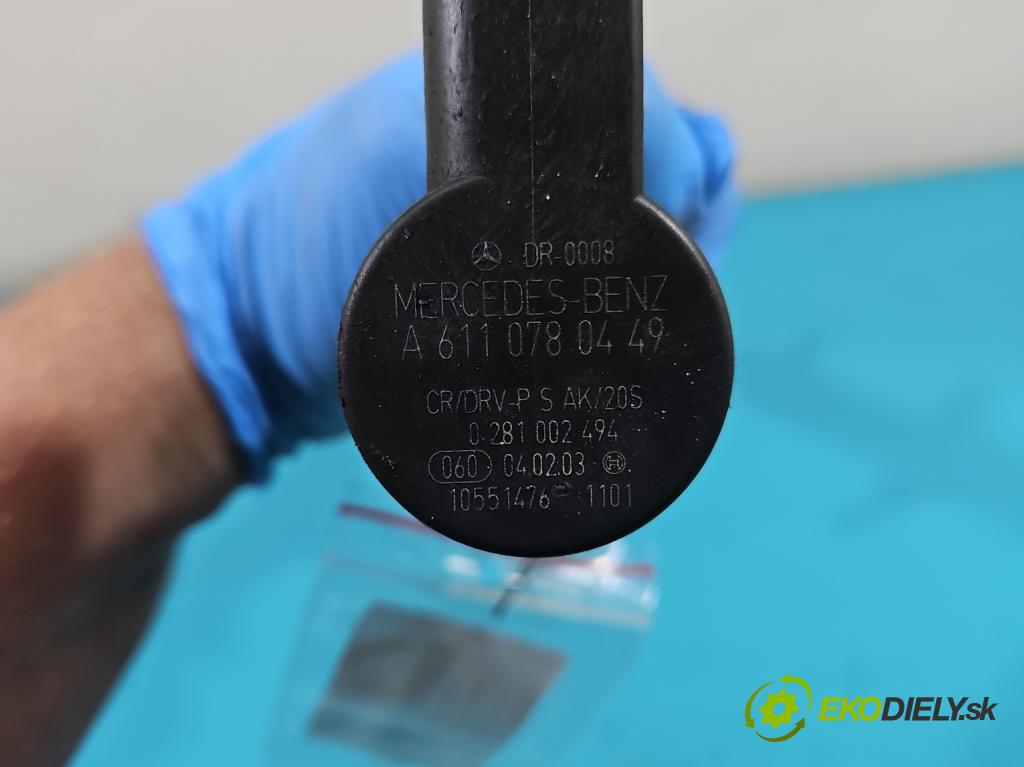 DR-0008
MERCEDES-BENZ
A 611 078 04 49
CR/DRV-P S AK/20S
0 281 002 494
060 04.02.03
10551476 1101
EKODIELY.sk